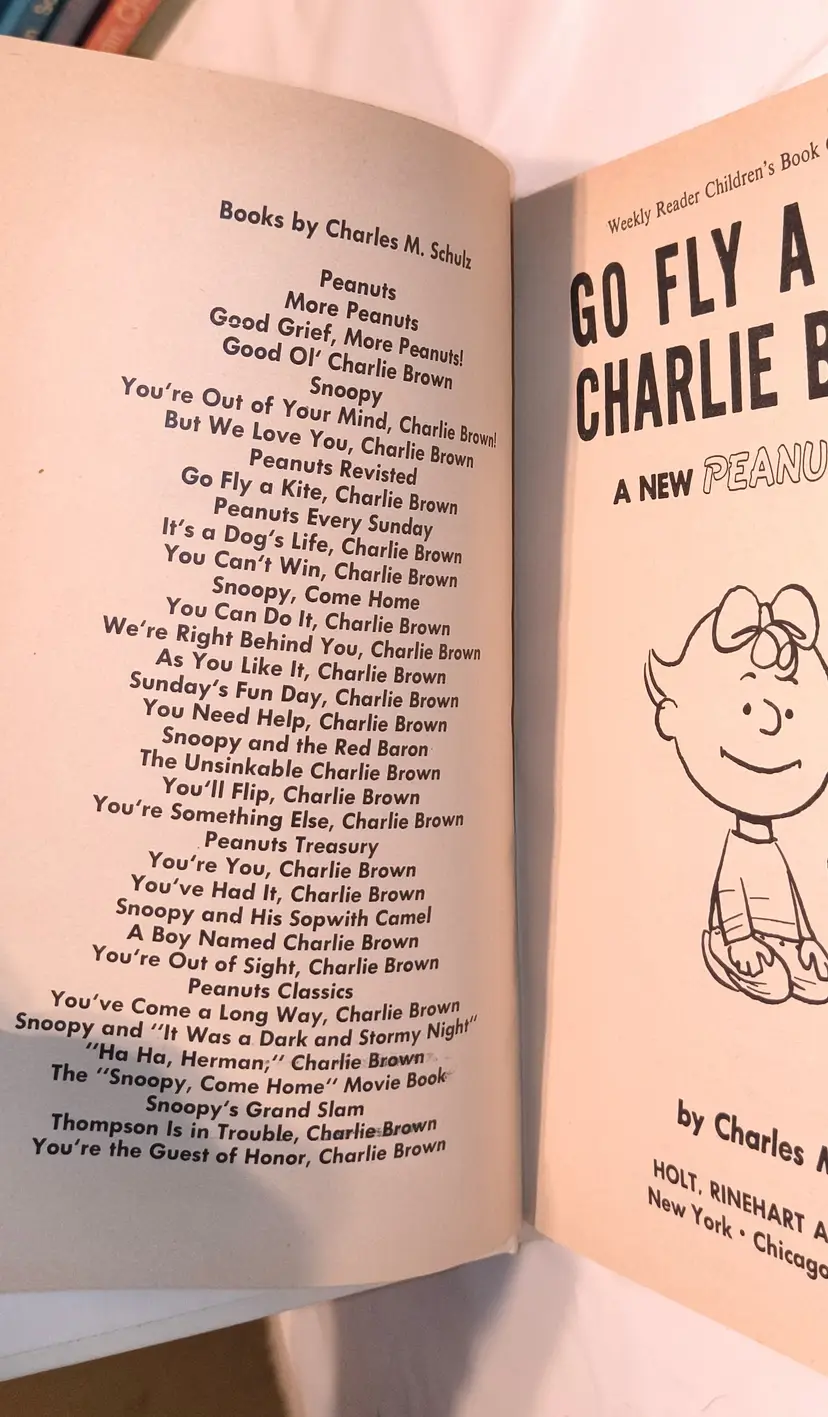 Books by Charles M. Schulz
Peanuts
More Peanuts
Good Grief, More Peanuts!
Good Ol' Charlie Brown
Snoopy
You're Out of Your Mind, Charlie Brown!
But We Love You, Charlie Brown
Peanuts Revisted
Go Fly a Kite, Charlie Brown
Peanuts Every Sunday
It's a Dog's Life, Charlie Brown
You Can't Win, Charlie Brown
Snoopy, Come Home
You Can Do It, Charlie Brown
We're Right Behind You, Charlie Brown
As You Like It, Charlie Brown
Sunday's Fun Day, Charlie Brown
You Need Help, Charlie Brown
Snoopy and the Red Baron
The Unsinkable Charlie Brown
You'll Flip, Charlie Brown
You're Something Else, Charlie Brown
Peanuts Treasury
You're You, Charlie Brown
You've Had It, Charlie Brown
Snoopy and His Sopwith Camel
A Boy Named Charlie Brown
You're Out of Sight, Charlie Brown
Peanuts Classics
You've Come a Long Way, Charlie Brown
Snoopy and "It Was a Dark and Stormy Night"
"Ha Ha, Herman," Charlie Brown
The "Snoopy, Come Home" Movie Book
Snoopy's Grand Slam
Thompson Is in Trouble, Charlie Brown
You're the Guest of Honor, Charlie Brown
Weekly Reader Children's Book
GO FLY A
CHARLIE B
A NEW PEANU
by Charles M
HOLT, RINEHART A
New York • Chicago